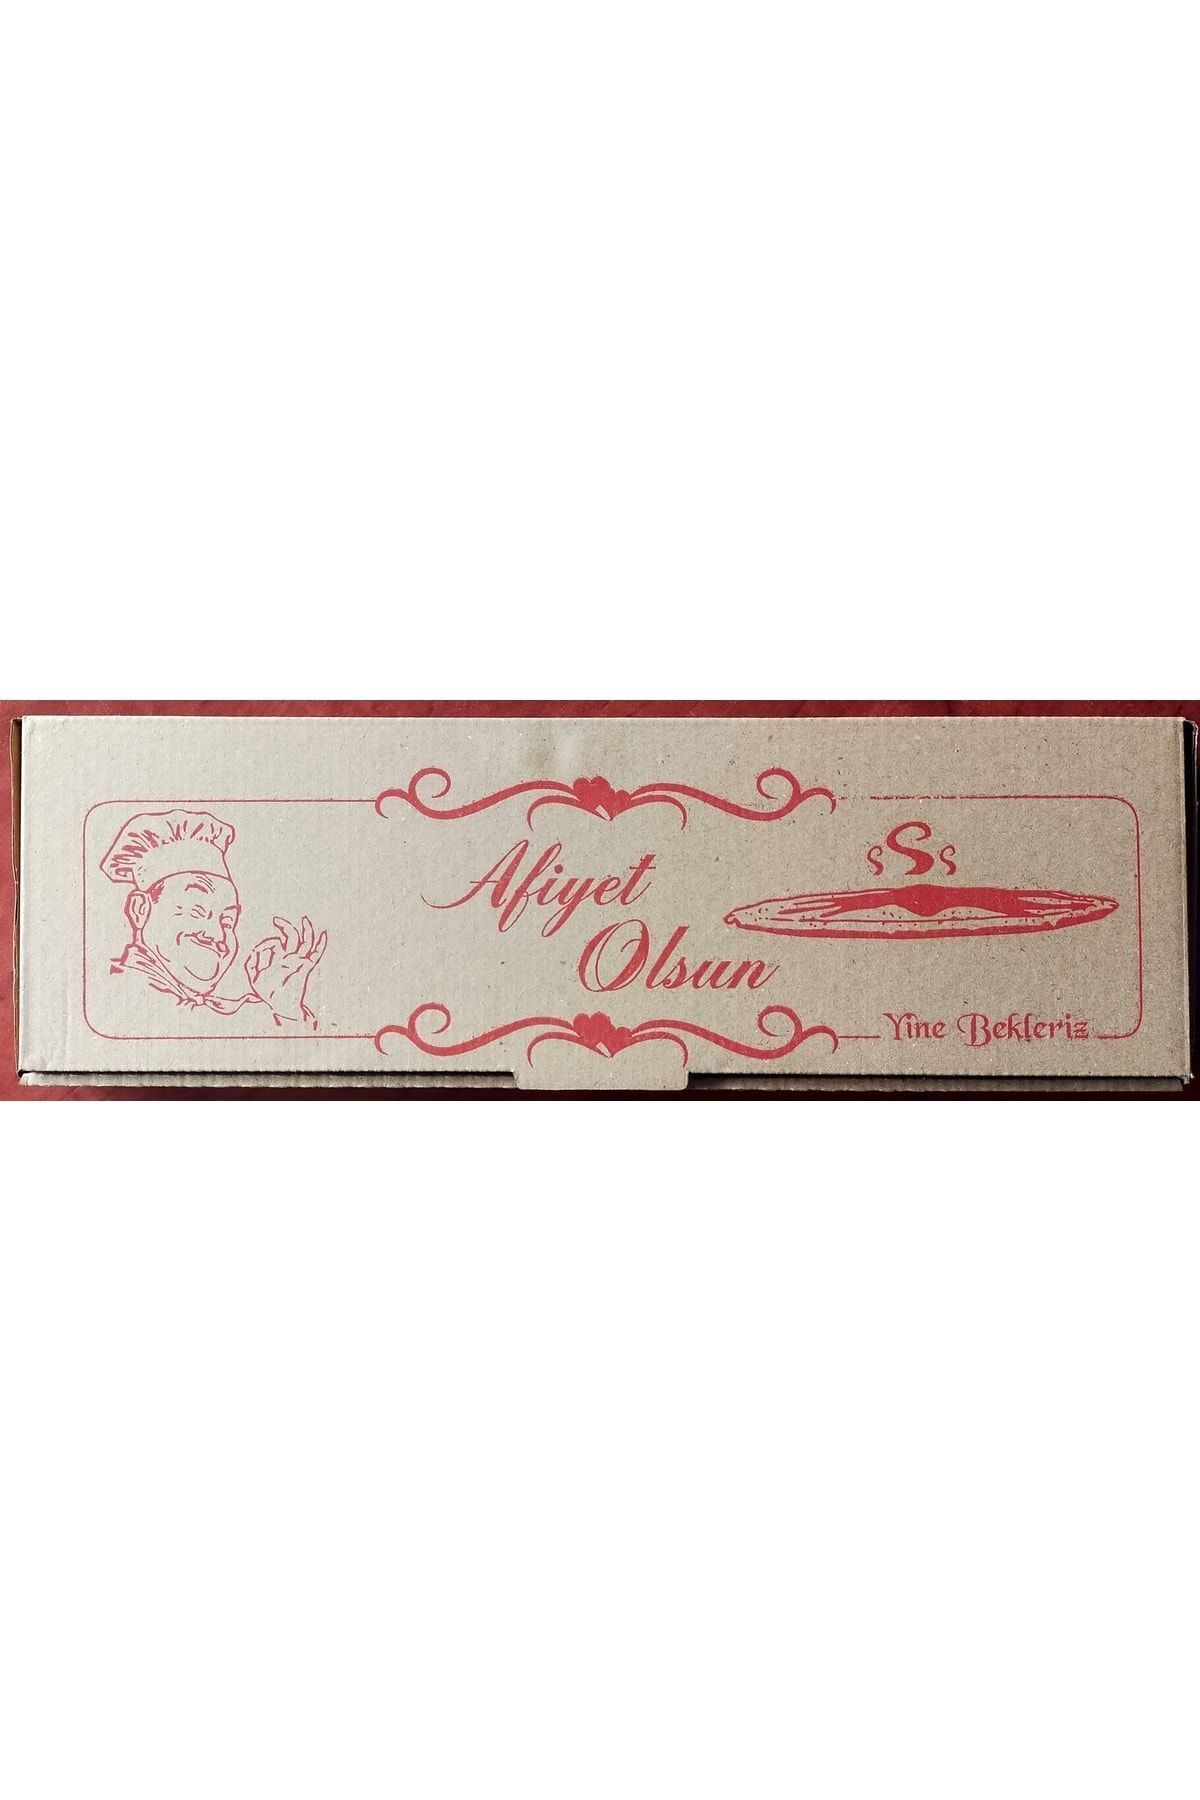 Afiyet
Olsun
Yine Bekleriz